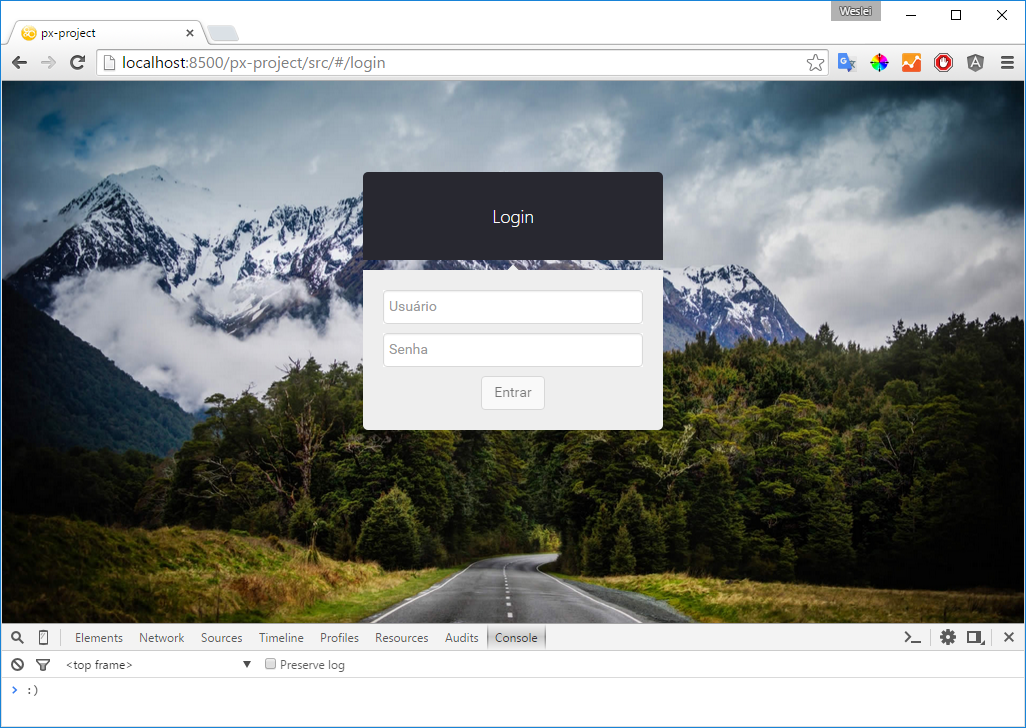 Weslei
px-project
localhost:8500/px-project/src/#/login
Login
Usuário
Senha
Entrar
Elements Network Sources Timeline Profiles Resources Audits Console
<top frame> Preserve log
:)